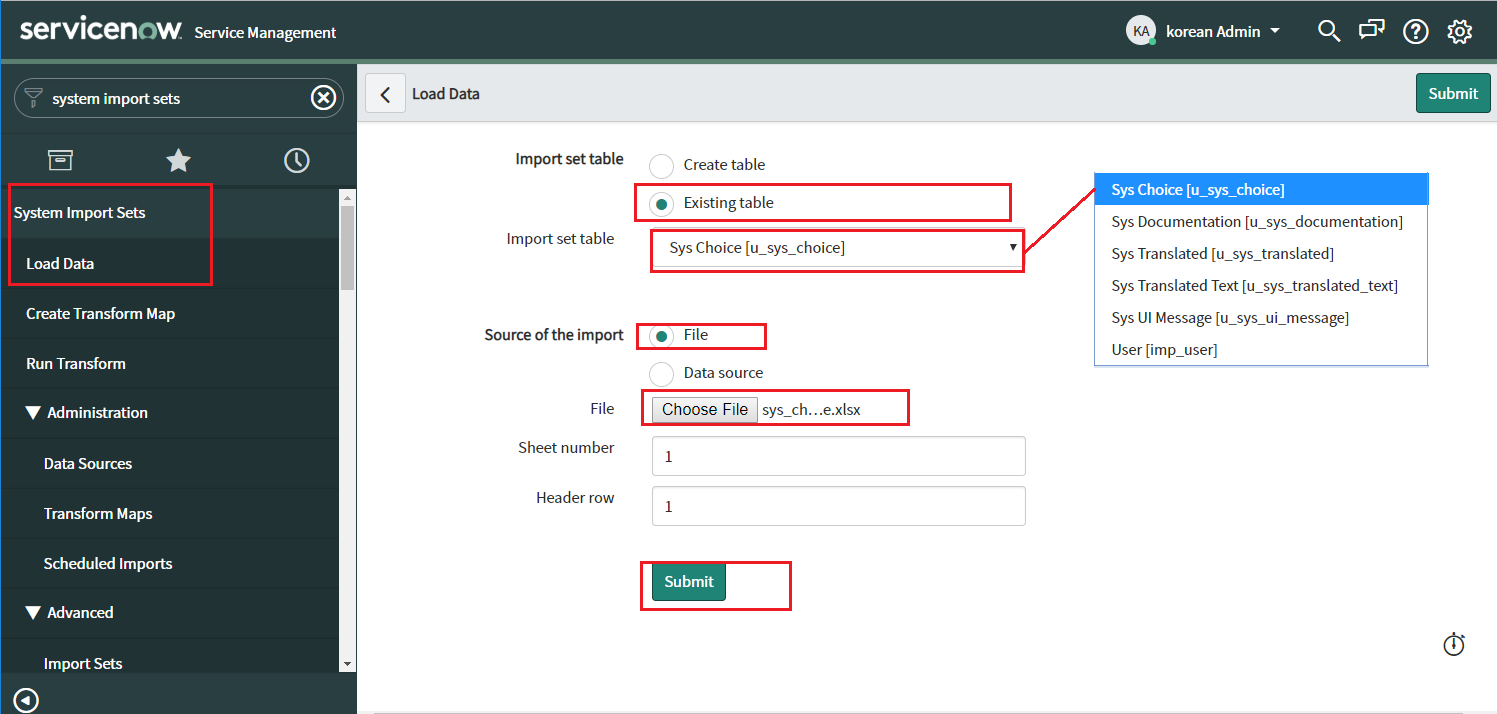 servicenow Service Management
KA korean Admin
system import sets
Load Data
Submit
System Import Sets
Load Data
Create Transform Map
Run Transform
Administration
Data Sources
Transform Maps
Scheduled Imports
Advanced
Import Sets
Import set table
Create table
Existing table
Import set table
Sys Choice [u_sys_choice]
Sys Choice [u_sys_choice]
Sys Documentation [u_sys_documentation]
Sys Translated [u_sys_translated]
Sys Translated Text [u_sys_translated_text]
Sys UI Message [u_sys_ui_message]
User [imp_user]
Source of the import
File
Data source
File
Choose File sys_ch...e.xlsx
Sheet number
1
Header row
1
Submit